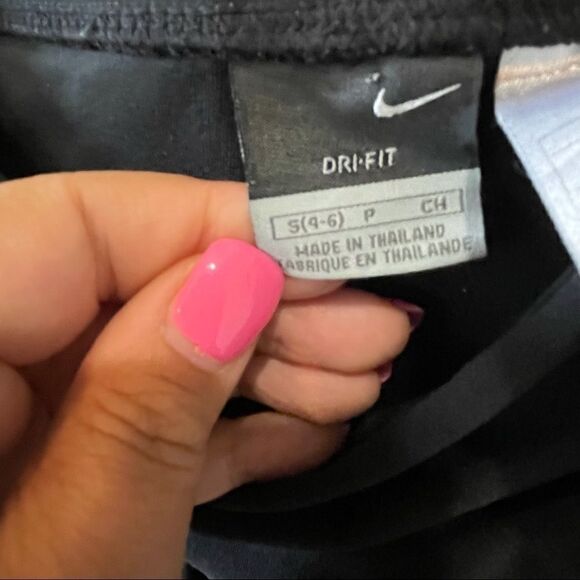 DRI-FIT
S(4-6) P CH
MADE IN THAILAND
FABRIQUE EN THAILANDE